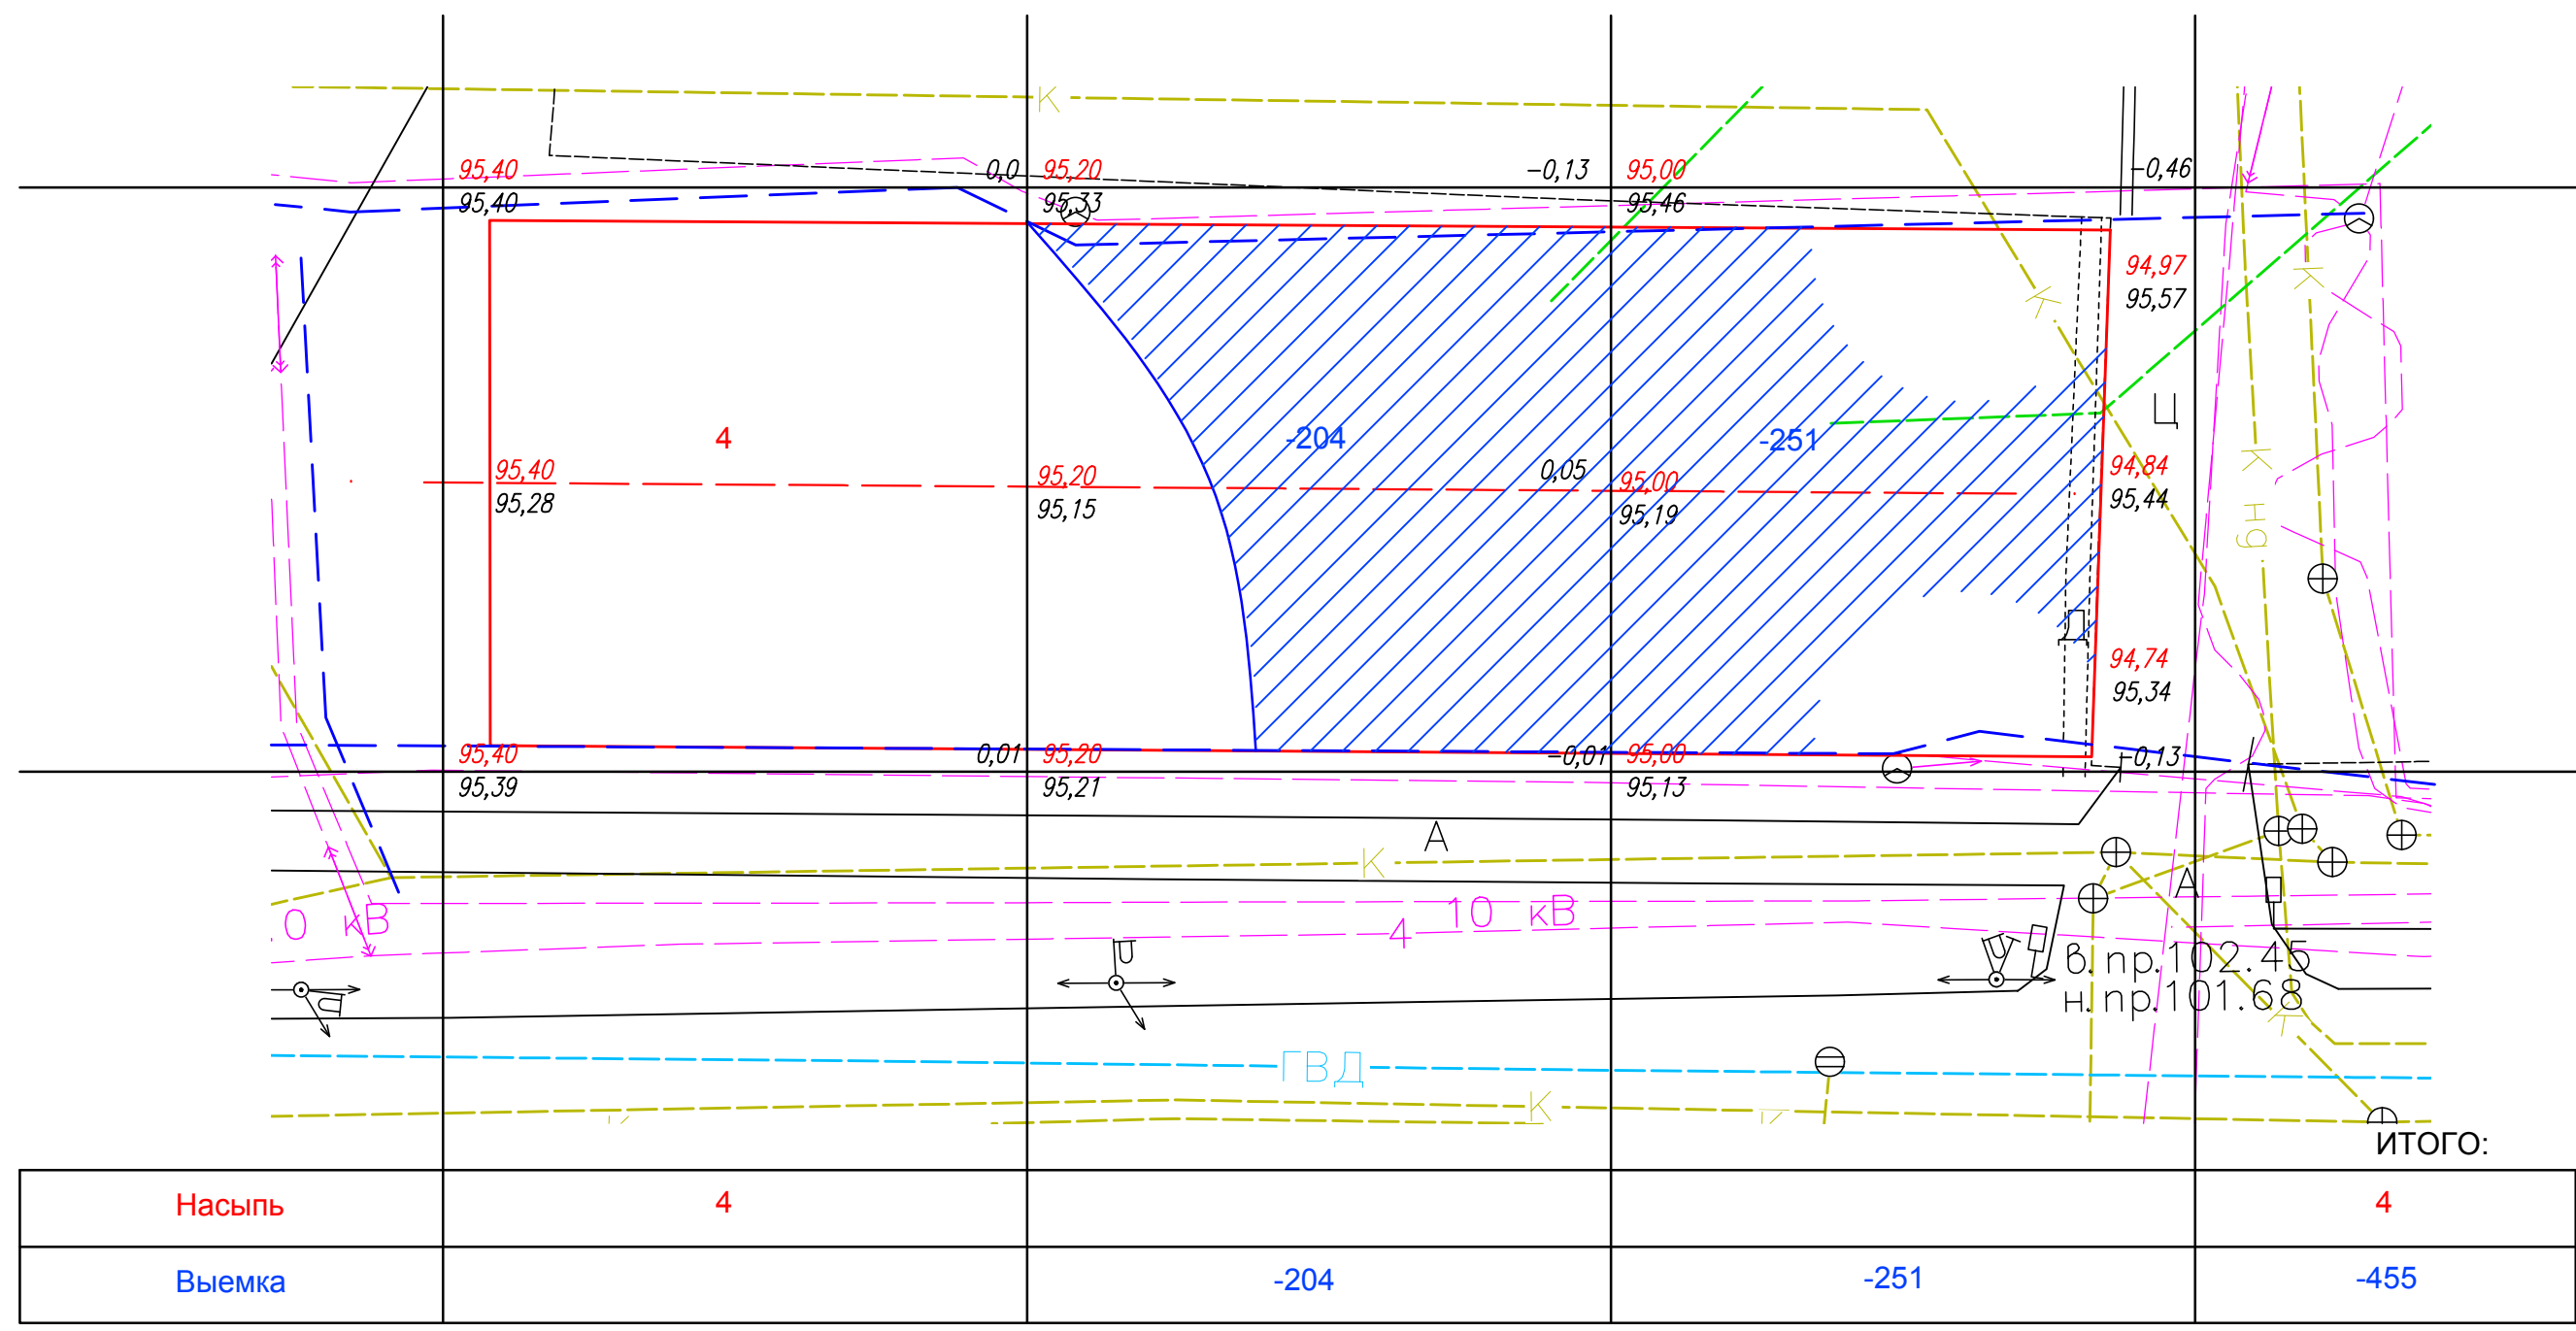 К
95,40 0,0 95,20 -0,13 95,00 -0,46
95,40 95,33 95,46
94,97
95,57
К
К
Ц
4 -204 -251
95,40 95,20 0,05 95,00 94,84
95,28 95,15 95,19 95,44
К
нд
Д
94,74
95,34
95,40 0,01 95,20 -0,01 95,00 -0,13
95,39 95,21 95,13
А
К
А
0 кВ 4 10 кВ
в.пр.102.45
н.пр.101.68
К
ГВД
К
ИТОГО:
Насыпь 4 4
Выемка -204 -251 -455